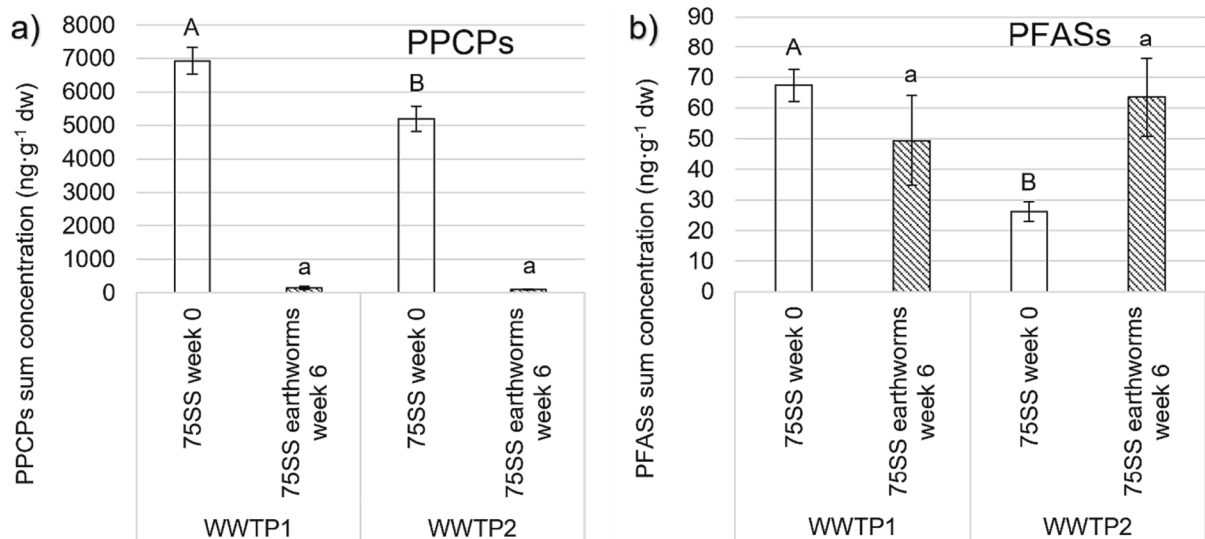 a)
PPCPs
PPCPs sum concentration (ng·g⁻¹ dw)
8000
7000
6000
5000
4000
3000
2000
1000
0
A
a
B
a
75SS week 0
75SS earthworms
week 6
75SS week 0
75SS earthworms
week 6
WWTP1
WWTP2
b)
PFASs
PFASs sum concentration (ng·g⁻¹ dw)
90
80
70
60
50
40
30
20
10
0
A
a
B
a
75SS week 0
75SS earthworms
week 6
75SS week 0
75SS earthworms
week 6
WWTP1
WWTP2